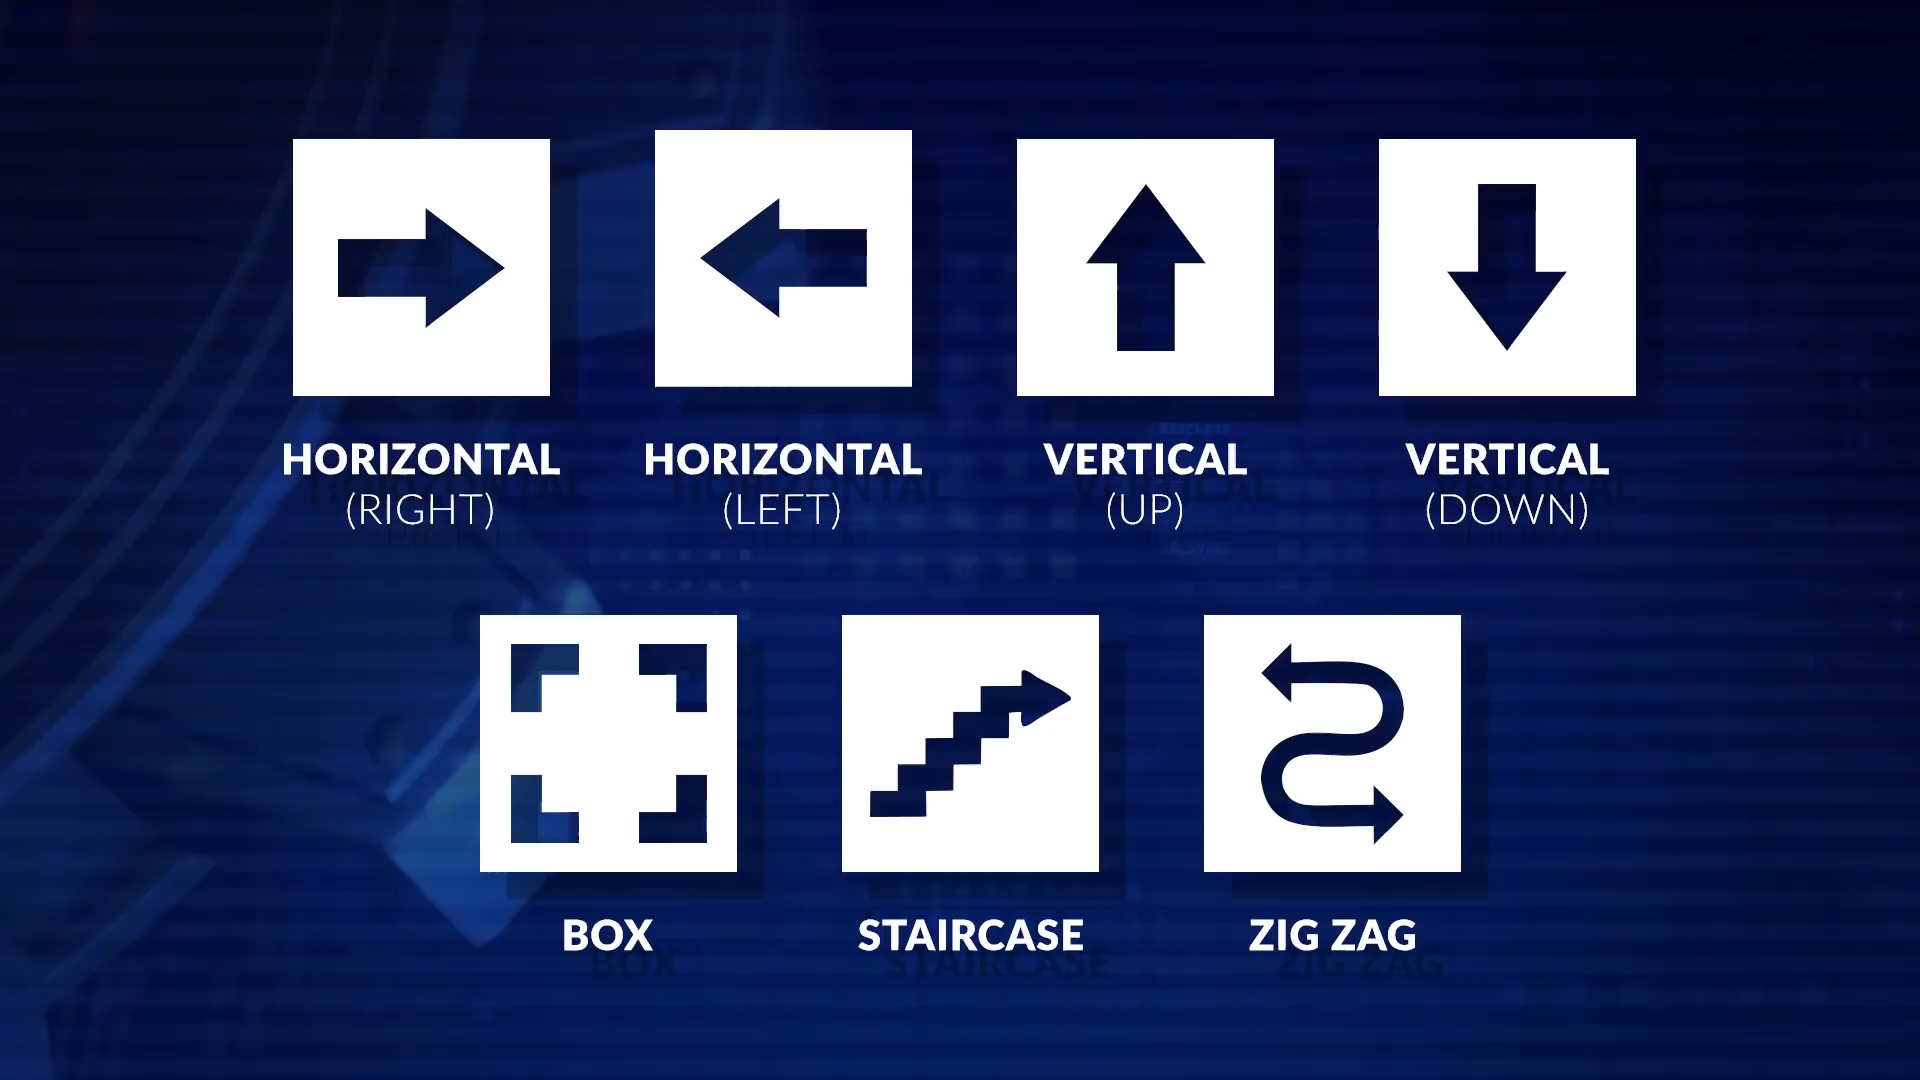 HORIZONTAL
(RIGHT)
HORIZONTAL
(LEFT)
VERTICAL
(UP)
VERTICAL
(DOWN)
BOX
STAIRCASE
ZIG ZAG